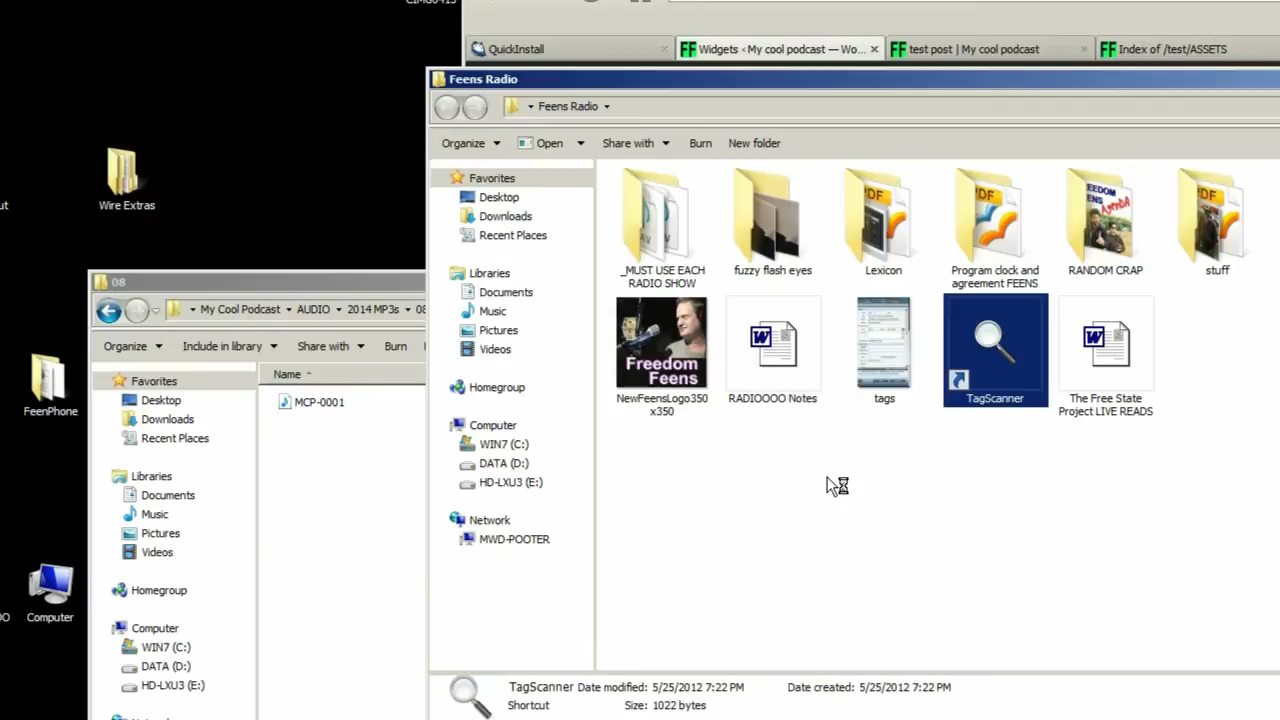 QuickInstall
Widgets ‹ My cool podcast — Wo...
test post | My cool podcast
Index of /test/ASSETS
Feens Radio
Feens Radio
Organize
Open
Share with
Burn
New folder
Favorites
Desktop
Downloads
Recent Places
Libraries
Documents
Music
Pictures
Videos
Homegroup
Computer
WIN7 (C:)
DATA (D:)
HD-LXU3 (E:)
Network
MWD-POOTER
_MUST USE EACH
RADIO SHOW
fuzzy flash eyes
Lexicon
Program clock and
agreement FEENS
RANDOM CRAP
stuff
Freedom
Feens
NewFeensLogo350
x350
RADIOOOO Notes
tags
TagScanner
The Free State
Project LIVE READS
TagScanner Date modified: 5/25/2012 7:22 PM Date created: 5/25/2012 7:22 PM
Shortcut Size: 1022 bytes
Wire Extras
FeenPhone
Computer
08
My Cool Podcast
AUDIO
2014 MP3s
08
Organize
Include in library
Share with
Burn
Favorites
Desktop
Downloads
Recent Places
Libraries
Documents
Music
Pictures
Videos
Homegroup
Computer
WIN7 (C:)
DATA (D:)
HD-LXU3 (E:)
Name
MCP-0001